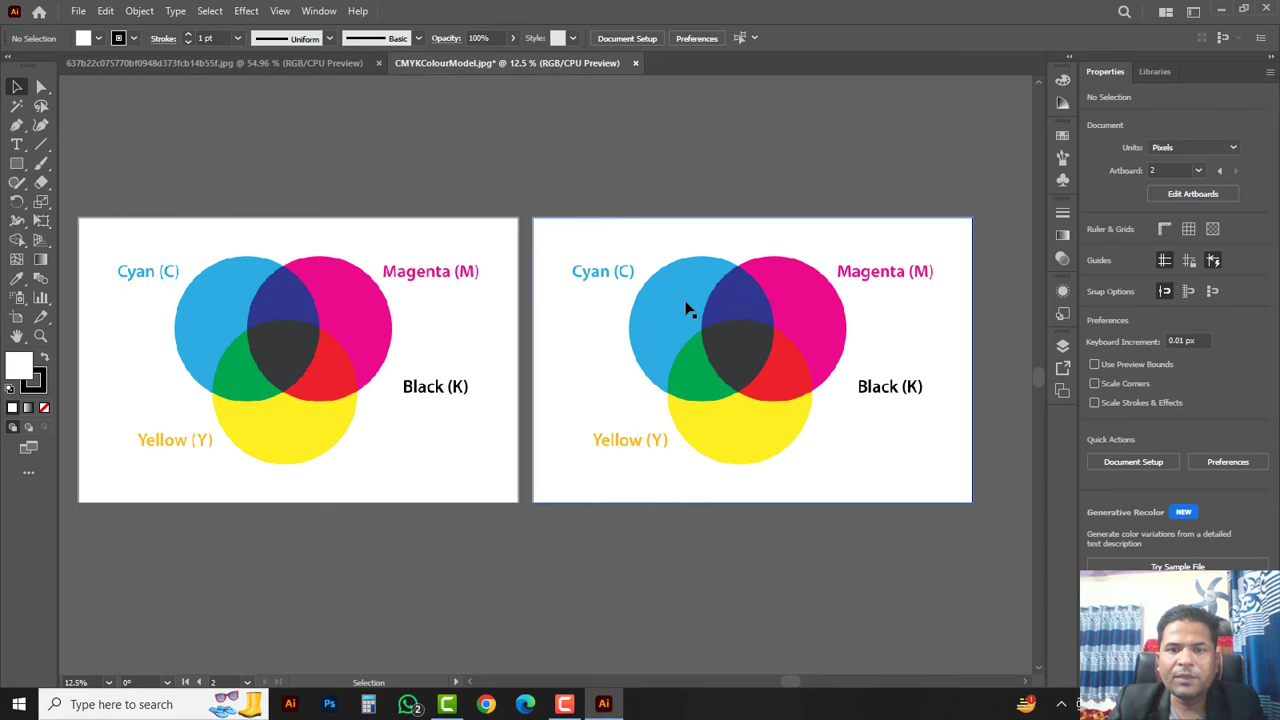 Ai File Edit Object Type Select Effect View Window Help
No Selection Stroke: 1 pt Uniform Basic Opacity: 100% Style: Document Setup Preferences
637b22c075770bf0948d373fcb14b55f.jpg @ 54.96 % (RGB/CPU Preview) × CMYKColourModel.jpg* @ 12.5 % (RGB/CPU Preview) ×
Properties Libraries
No Selection
Document
Units: Pixels
Artboard: 2
Edit Artboards
Ruler & Grids
Guides
Snap Options
Preferences
Keyboard Increment: 0.01 px
Use Preview Bounds
Scale Corners
Scale Strokes & Effects
Quick Actions
Document Setup Preferences
Generative Recolor NEW
Generate color variations from a detailed
text description
Try Sample File
Cyan (C) Magenta (M)
Black (K)
Yellow (Y)
Cyan (C) Magenta (M)
Black (K)
Yellow (Y)
12.5% 0° 2 Selection
Type here to search Ai Ps 2 Ai 1